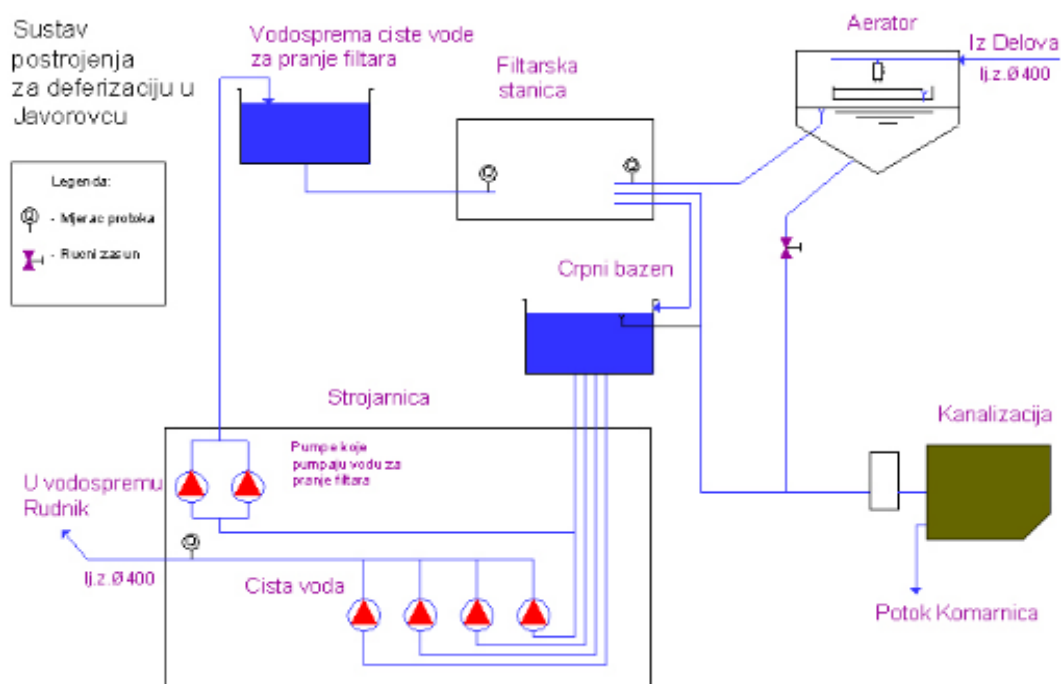 Sustav
postrojenja
za deferizaciju u
Javorovcu
Legenda:
- Mjerac protoka
- Rucni zasun
Vodosprema ciste vode
za pranje filtara
Filtarska
stanica
Aerator
Iz Delova
lj.z.Ø400
Crpni bazen
Strojarnica
Pumpe koje
pumpaju vodu za
pranje filtara
Kanalizacija
U vodospremu
Rudnik
lj.z.Ø400
Cista voda
Potok Komarnica